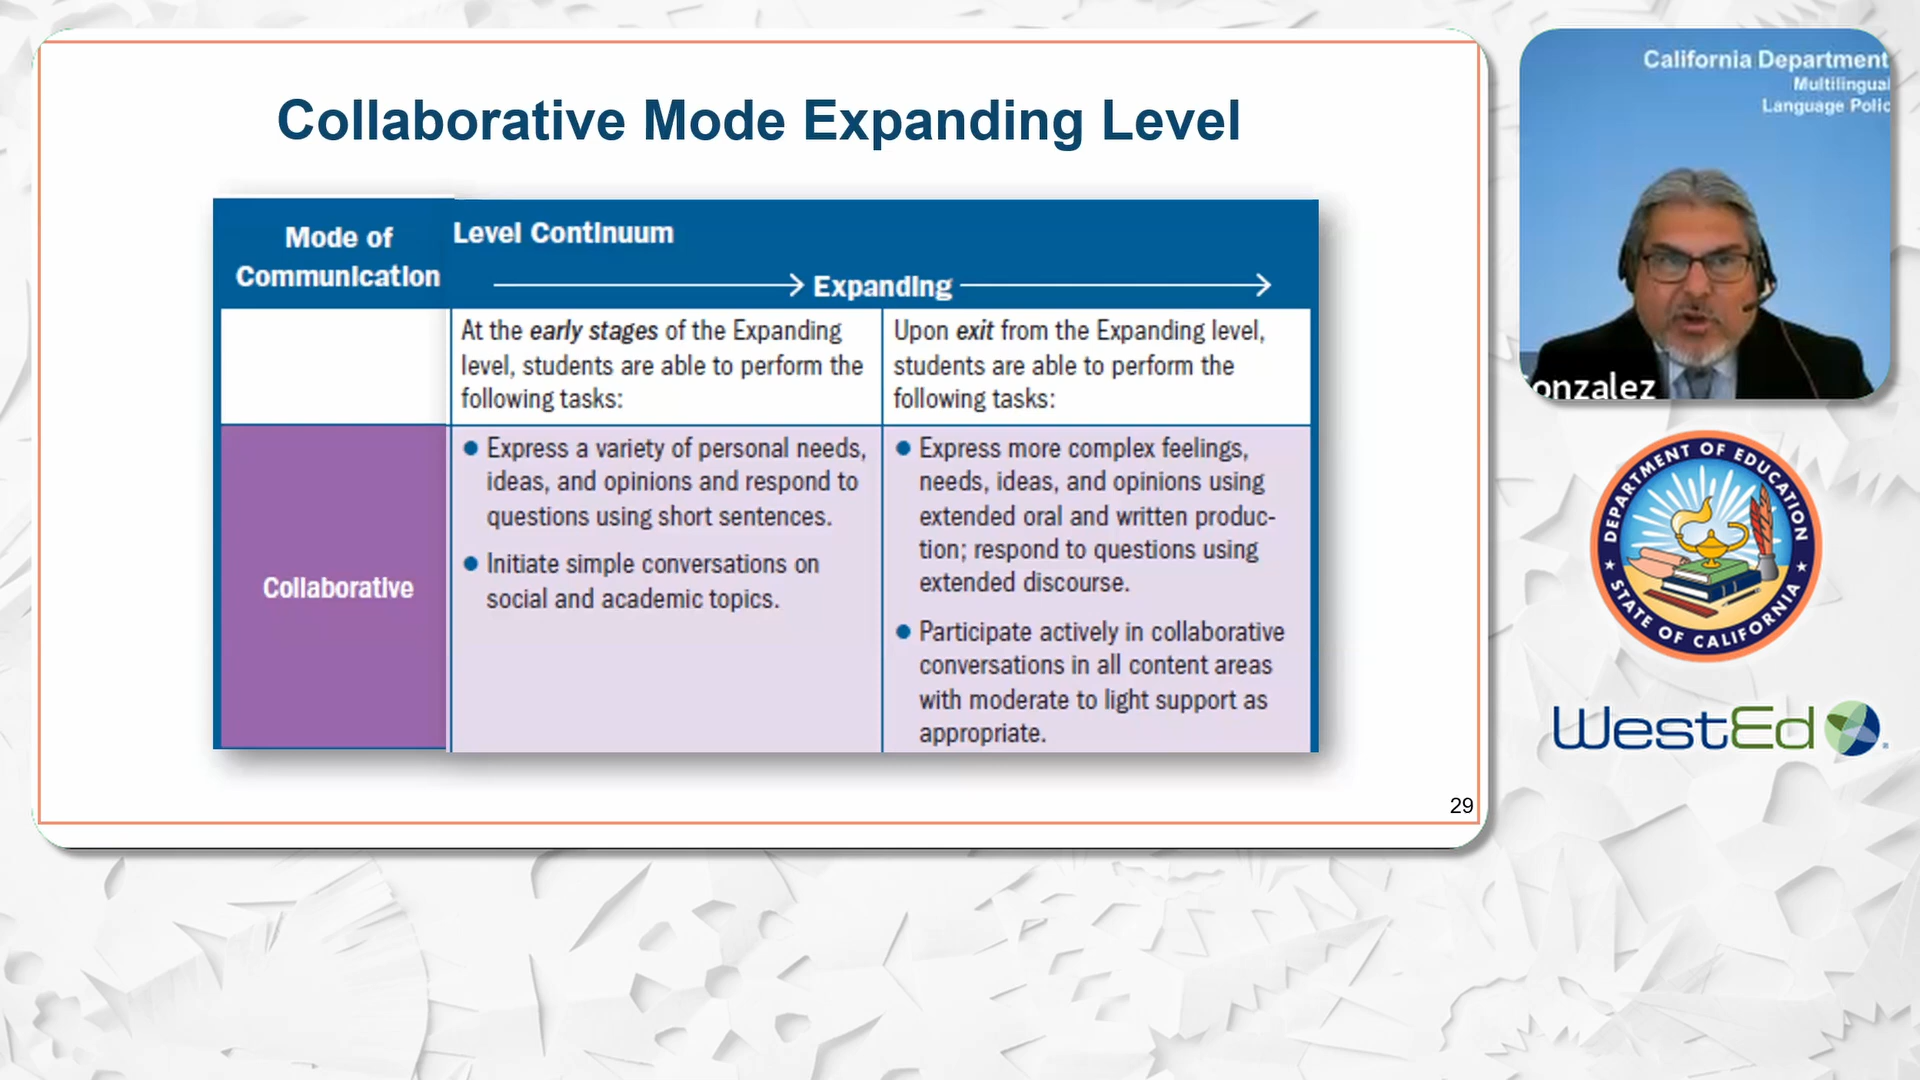 Collaborative Mode Expanding Level
Mode of
Communication
Level Continuum
Expanding
At the early stages of the Expanding
level, students are able to perform the
following tasks:
Upon exit from the Expanding level,
students are able to perform the
following tasks:
Collaborative
Express a variety of personal needs,
ideas, and opinions and respond to
questions using short sentences.
Initiate simple conversations on
social and academic topics.
Express more complex feelings,
needs, ideas, and opinions using
extended oral and written produc-
tion; respond to questions using
extended discourse.
Participate actively in collaborative
conversations in all content areas
with moderate to light support as
appropriate.
29
California Department
Multilingual
Language Polic
onzalez
DEPARTMENT OF EDUCATION
STATE OF CALIFORNIA
WestEd